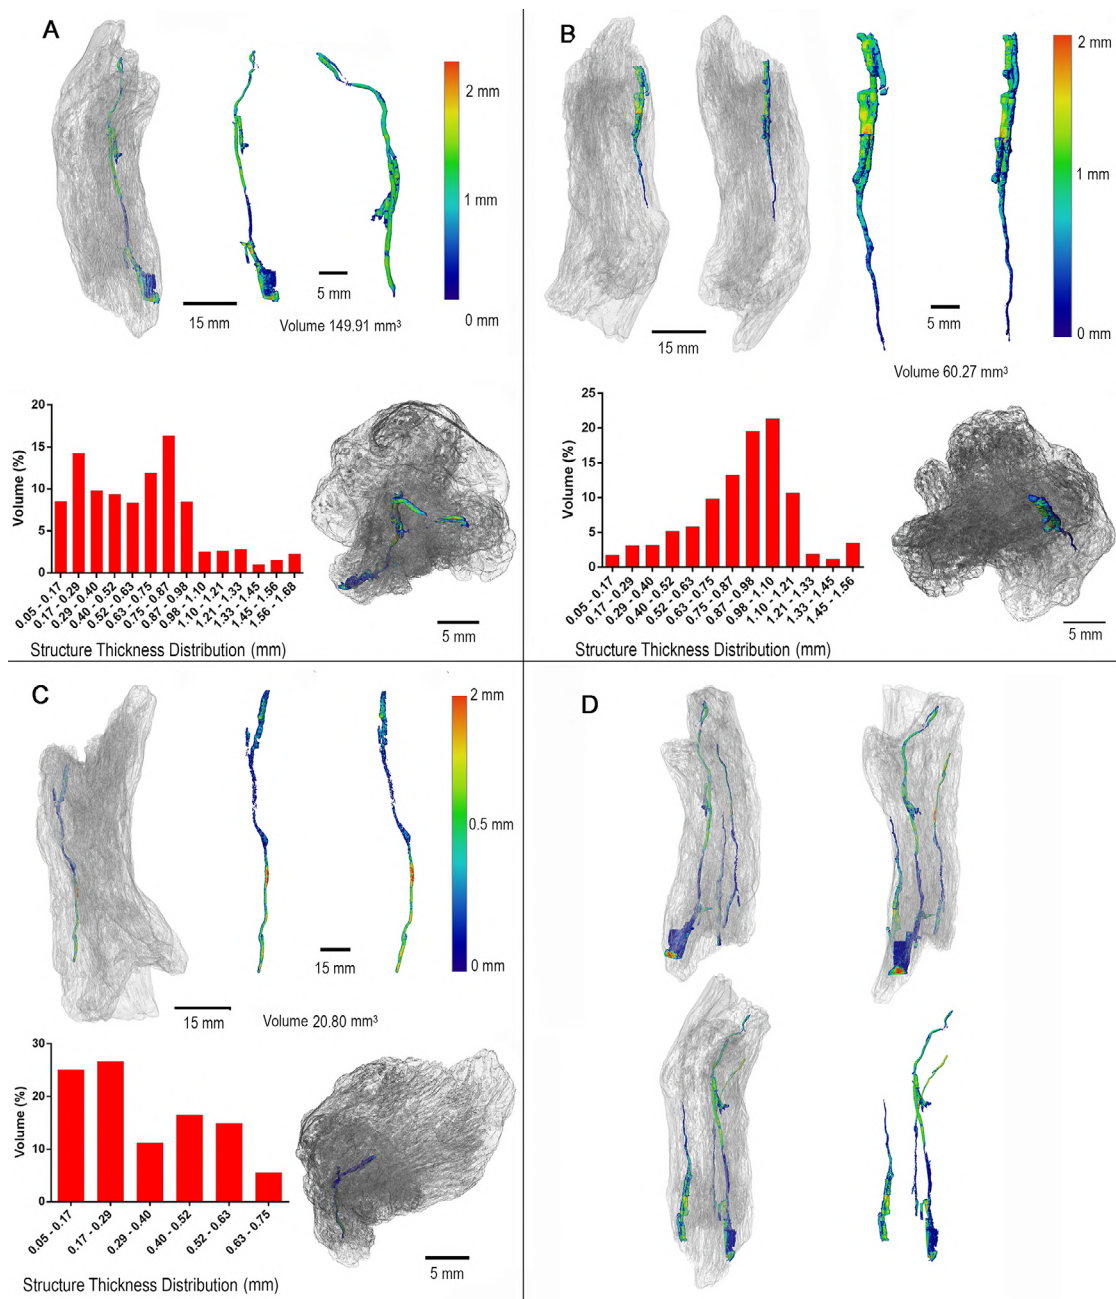 A
2 mm
1 mm
0 mm
15 mm
5 mm
Volume 149.91 mm³
Volume (%)
20
15
10
5
0
0.05 - 0.17
0.17 - 0.29
0.29 - 0.40
0.40 - 0.52
0.52 - 0.63
0.63 - 0.75
0.75 - 0.87
0.87 - 0.98
0.98 - 1.10
1.10 - 1.21
1.21 - 1.33
1.33 - 1.45
1.45 - 1.56
1.56 - 1.68
Structure Thickness Distribution (mm)
5 mm
B
2 mm
1 mm
0 mm
15 mm
5 mm
Volume 60.27 mm³
Volume (%)
25
20
15
10
5
0
0.05 - 0.17
0.17 - 0.29
0.29 - 0.40
0.40 - 0.52
0.52 - 0.63
0.63 - 0.75
0.75 - 0.87
0.87 - 0.98
0.98 - 1.10
1.10 - 1.21
1.21 - 1.33
1.33 - 1.45
1.45 - 1.56
Structure Thickness Distribution (mm)
5 mm
C
2 mm
0.5 mm
0 mm
15 mm
15 mm
Volume 20.80 mm³
Volume (%)
30
20
10
0
0.05 - 0.17
0.17 - 0.29
0.29 - 0.40
0.40 - 0.52
0.52 - 0.63
0.63 - 0.75
Structure Thickness Distribution (mm)
5 mm
D